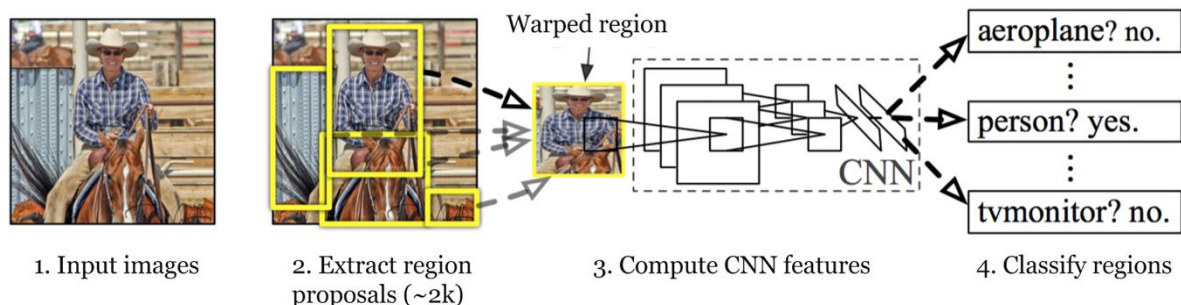 Warped region
aeroplane? no.
person? yes.
CNN
tvmonitor? no.
1. Input images
2. Extract region
proposals (~2k)
3. Compute CNN features
4. Classify regions